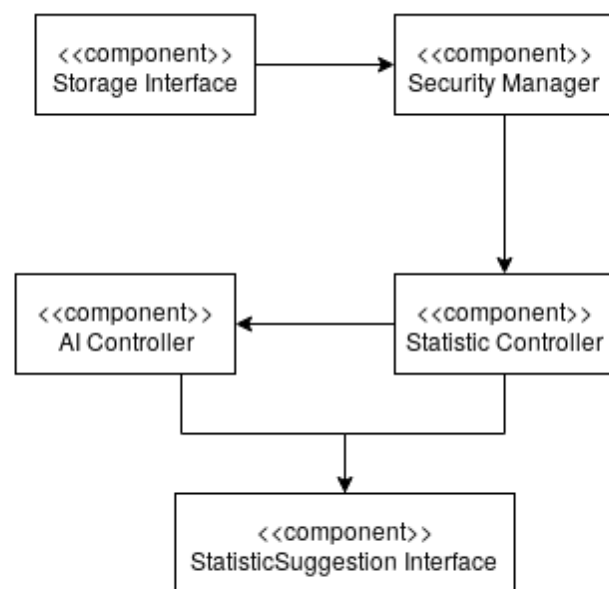 <<component>>
Storage Interface
<<component>>
Security Manager
<<component>>
AI Controller
<<component>>
Statistic Controller
<<component>>
StatisticSuggestion Interface